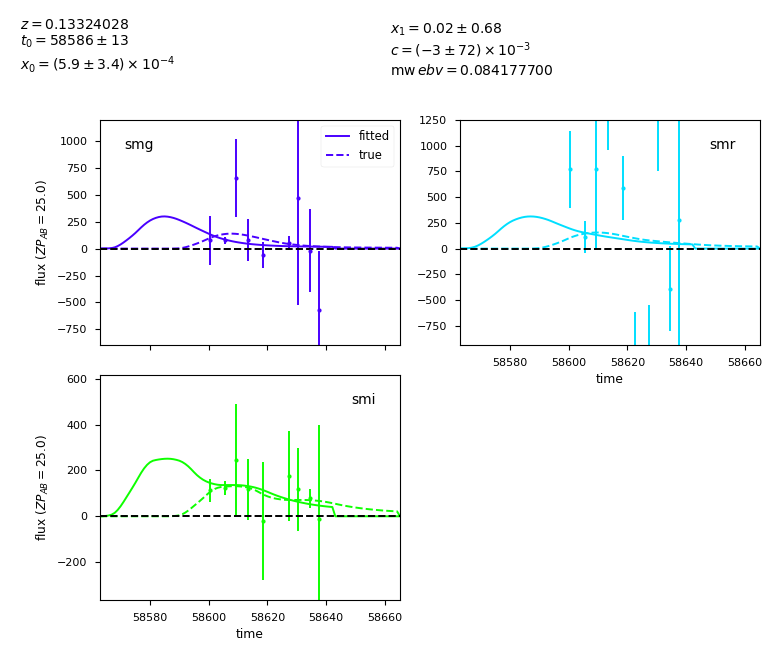 z = 0.13324028
t₀ = 58586 ± 13
x₀ = (5.9 ± 3.4) × 10⁻⁴
x₁ = 0.02 ± 0.68
c = (−3 ± 72) × 10⁻³
mw ebv = 0.084177700
smg
fitted
true
1000
750
500
250
0
−250
−500
−750
flux (ZP_AB = 25.0)
smr
1250
1000
750
500
250
0
−250
−500
−750
58580 58600 58620 58640 58660
time
smi
600
400
200
0
−200
flux (ZP_AB = 25.0)
58580 58600 58620 58640 58660
time